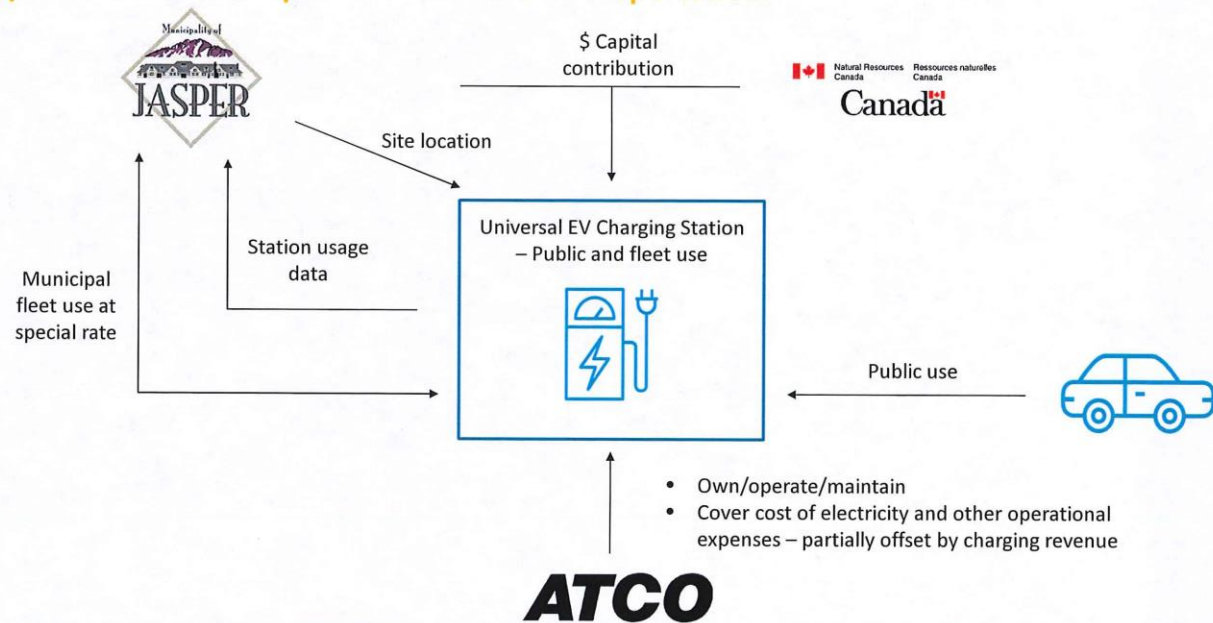 Municipality of
JASPER
$ Capital
contribution
Natural Resources Ressources naturelles
Canada Canada
Canada
Site location
Universal EV Charging Station
– Public and fleet use
Station usage
data
Municipal
fleet use at
special rate
Public use
• Own/operate/maintain
• Cover cost of electricity and other operational
expenses – partially offset by charging revenue
ATCO